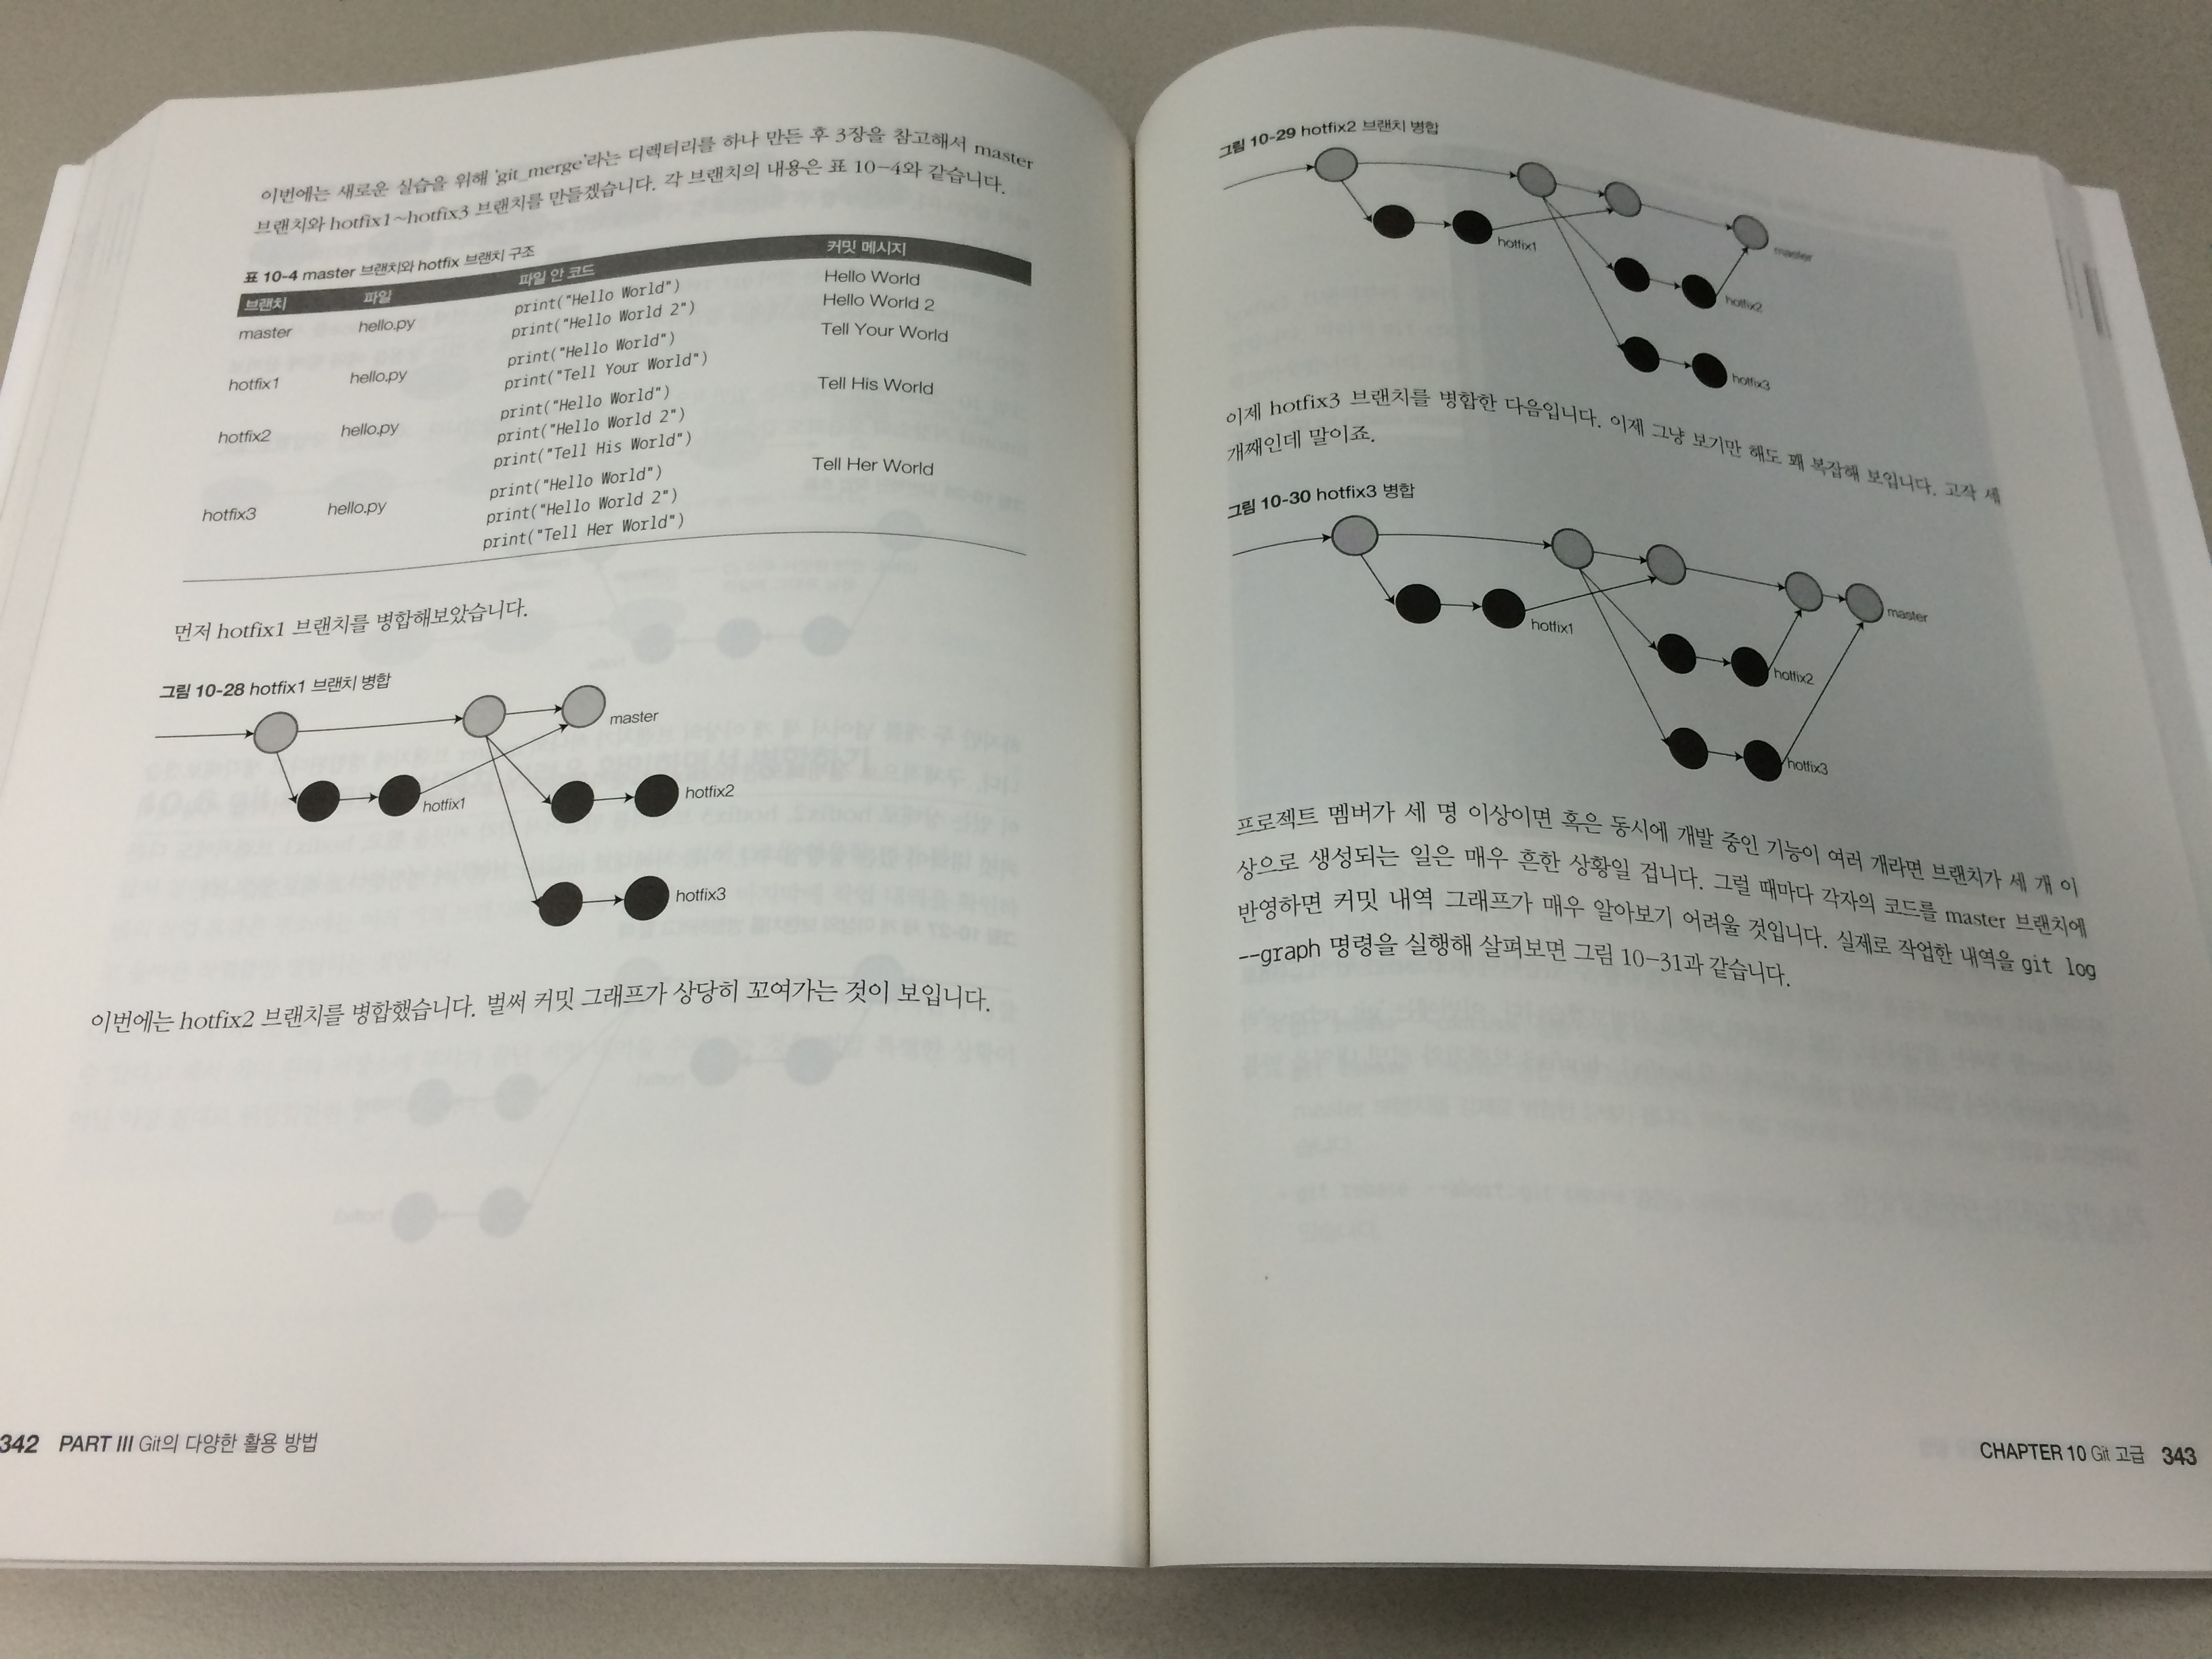 이번에는 새로운 실습을 위해 'git_merge'라는 디렉터리를 하나 만든 후 3장을 참고해서 master
브랜치와 hotfix1~hotfix3 브랜치를 만들겠습니다. 각 브랜치의 내용은 표 10-4와 같습니다.
표 10-4 master 브랜치와 hotfix 브랜치 구조
브랜치 파일 파일 안 코드 커밋 메시지
master hello.py print("Hello World") Hello World
print("Hello World 2") Hello World 2
hotfix1 hello.py print("Hello World") Tell Your World
print("Tell Your World")
hotfix2 hello.py print("Hello World") Tell His World
print("Hello World 2")
print("Tell His World")
hotfix3 hello.py print("Hello World") Tell Her World
print("Hello World 2")
print("Tell Her World")
먼저 hotfix1 브랜치를 병합해보았습니다.
그림 10-28 hotfix1 브랜치 병합
master
hotfix1
hotfix2
hotfix3
이번에는 hotfix2 브랜치를 병합했습니다. 벌써 커밋 그래프가 상당히 꼬여가는 것이 보입니다.
342 PART III Git의 다양한 활용 방법
그림 10-29 hotfix2 브랜치 병합
master
hotfix1
hotfix2
hotfix3
이제 hotfix3 브랜치를 병합한 다음입니다. 이제 그냥 보기만 해도 꽤 복잡해 보입니다. 고작 세
개째인데 말이죠.
그림 10-30 hotfix3 병합
master
hotfix1
hotfix2
hotfix3
프로젝트 멤버가 세 명 이상이면 혹은 동시에 개발 중인 기능이 여러 개라면 브랜치가 세 개 이
상으로 생성되는 일은 매우 흔한 상황일 겁니다. 그럴 때마다 각자의 코드를 master 브랜치에
반영하면 커밋 내역 그래프가 매우 알아보기 어려울 것입니다. 실제로 작업한 내역을 git log
--graph 명령을 실행해 살펴보면 그림 10-31과 같습니다.
CHAPTER 10 Git 고급 343